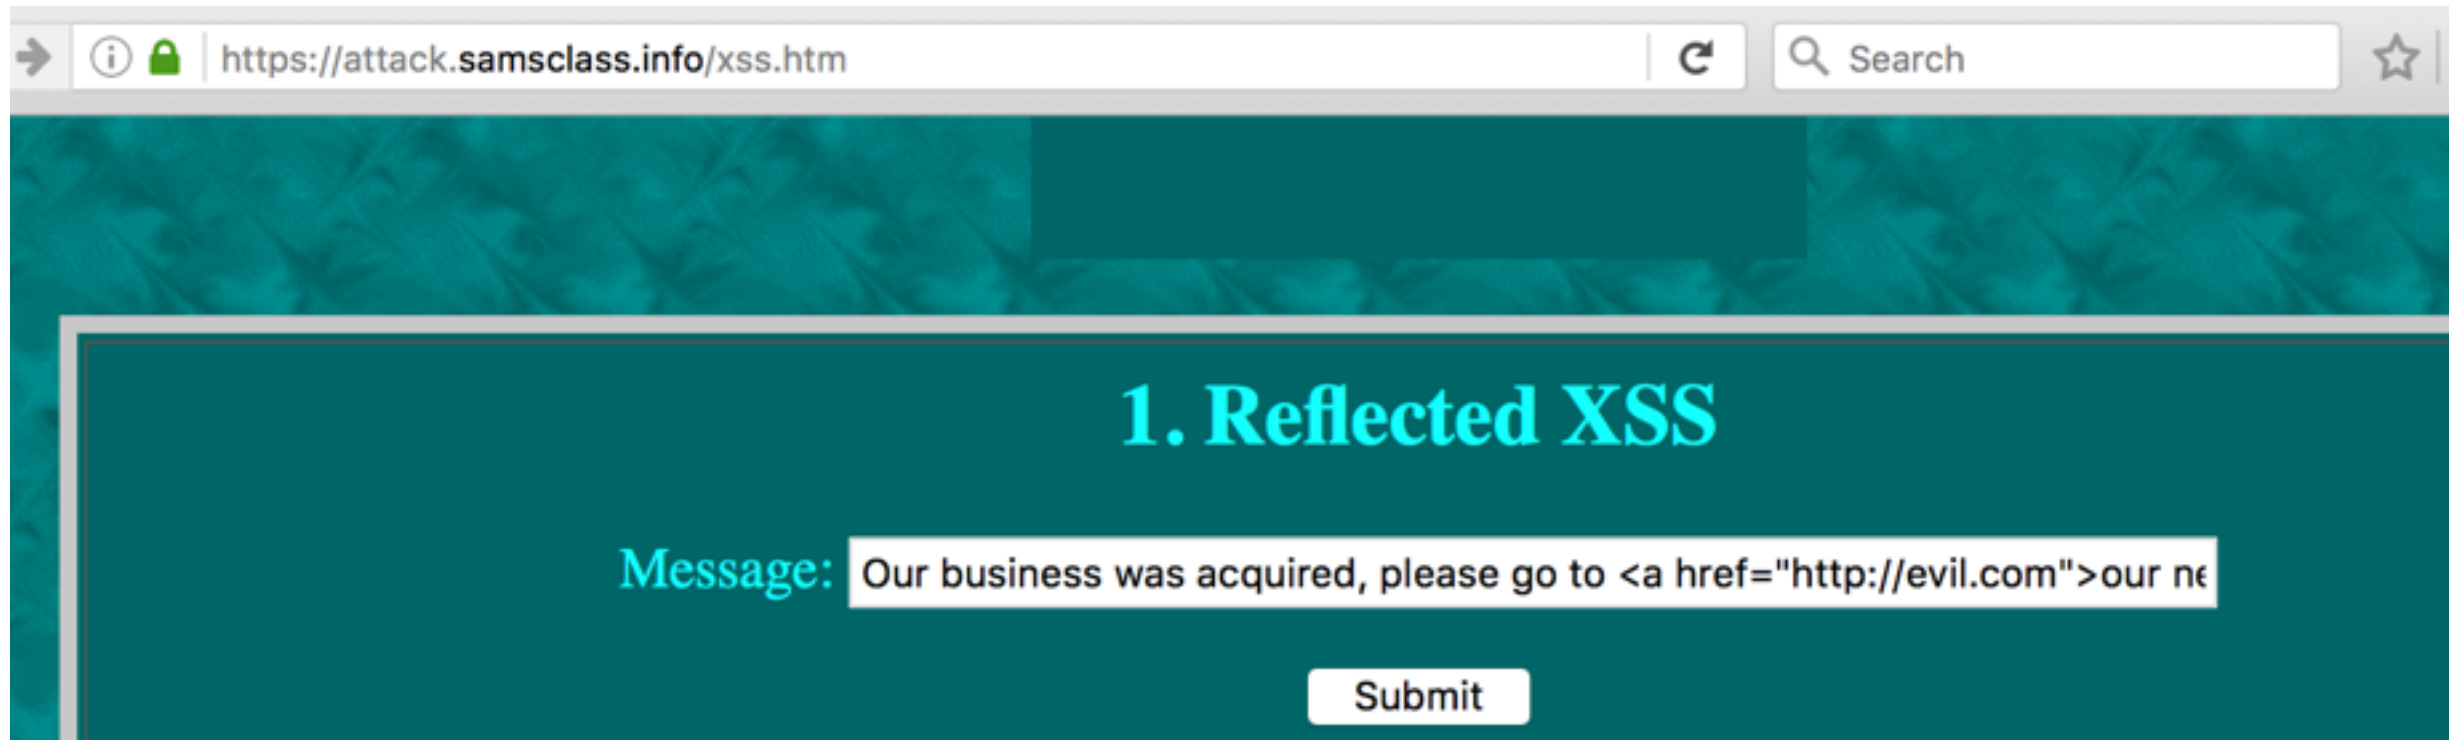 https://attack.samsclass.info/xss.htm
Search
1. Reflected XSS
Message: Our business was acquired, please go to <a href="http://evil.com">our ne
Submit